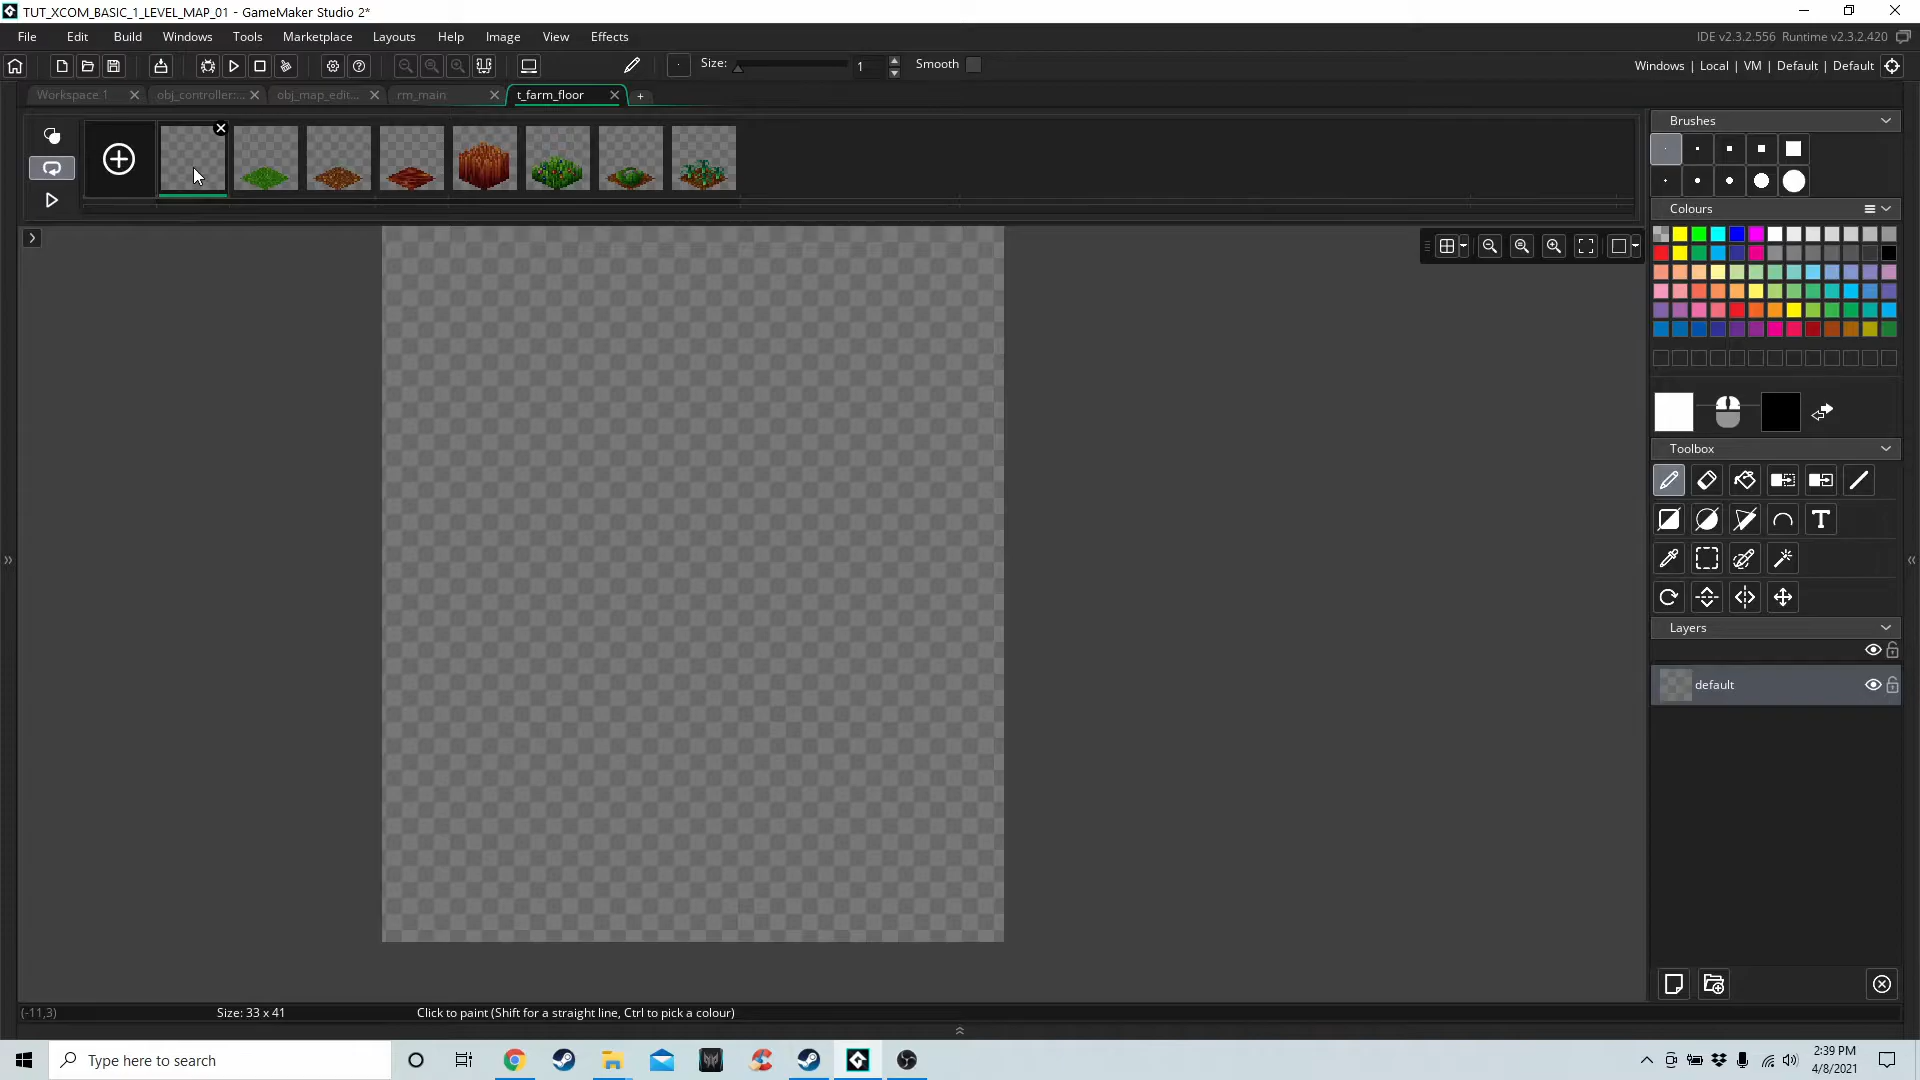 TUT_XCOM_BASIC_1_LEVEL_MAP_01 - GameMaker Studio 2*
File Edit Build Windows Tools Marketplace Layouts Help Image View Effects
IDE v2.3.2.556 Runtime v2.3.2.420
Size: 1 Smooth
Windows | Local | VM | Default | Default
Workspace 1 obj_controller:... obj_map_edit... rm_main t_farm_floor
Brushes
Colours
Toolbox
Layers
default
(-11,3) Size: 33 x 41 Click to paint (Shift for a straight line, Ctrl to pick a colour)
Type here to search
2:39 PM
4/8/2021